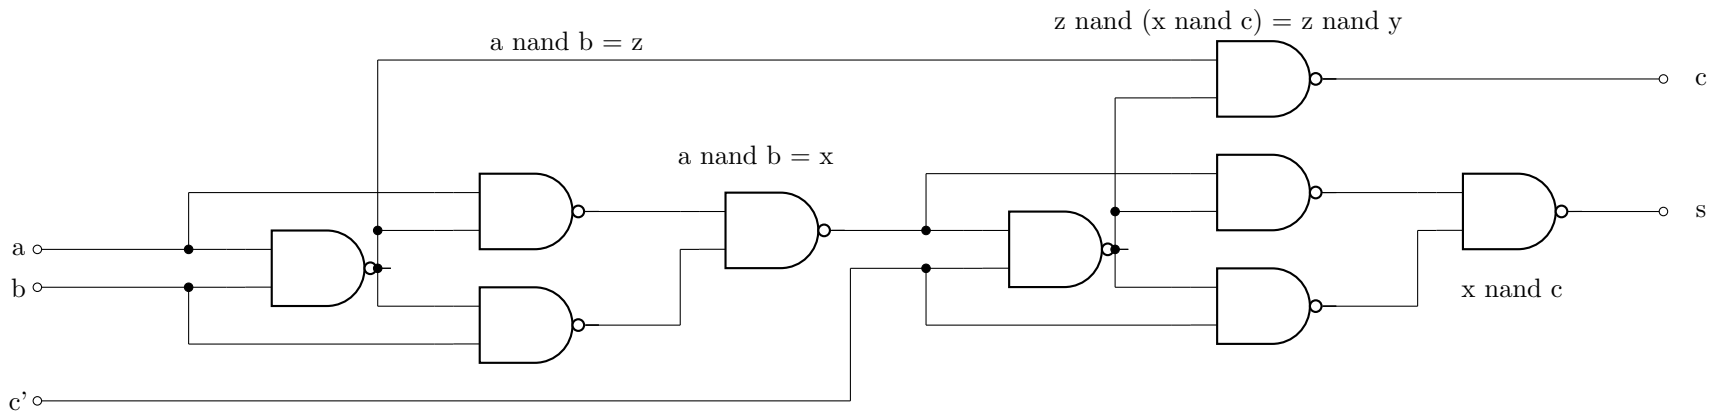 z nand (x nand c) = z nand y
a nand b = z
c
a nand b = x
s
a
b
x nand c
c'